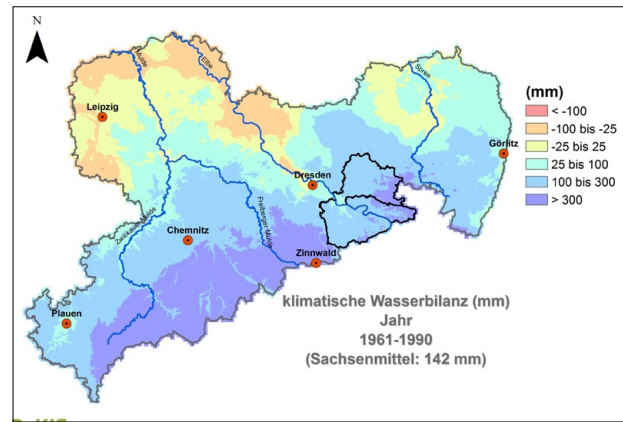 N
Mulde
Elbe
Spree
Leipzig
(mm)
< -100
-100 bis -25
-25 bis 25
25 bis 100
100 bis 300
> 300
Görlitz
Dresden
Zwickauer Mulde
Freiberger Mulde
Chemnitz
Zinnwald
Plauen
klimatische Wasserbilanz (mm)
Jahr
1961-1990
(Sachsenmittel: 142 mm)